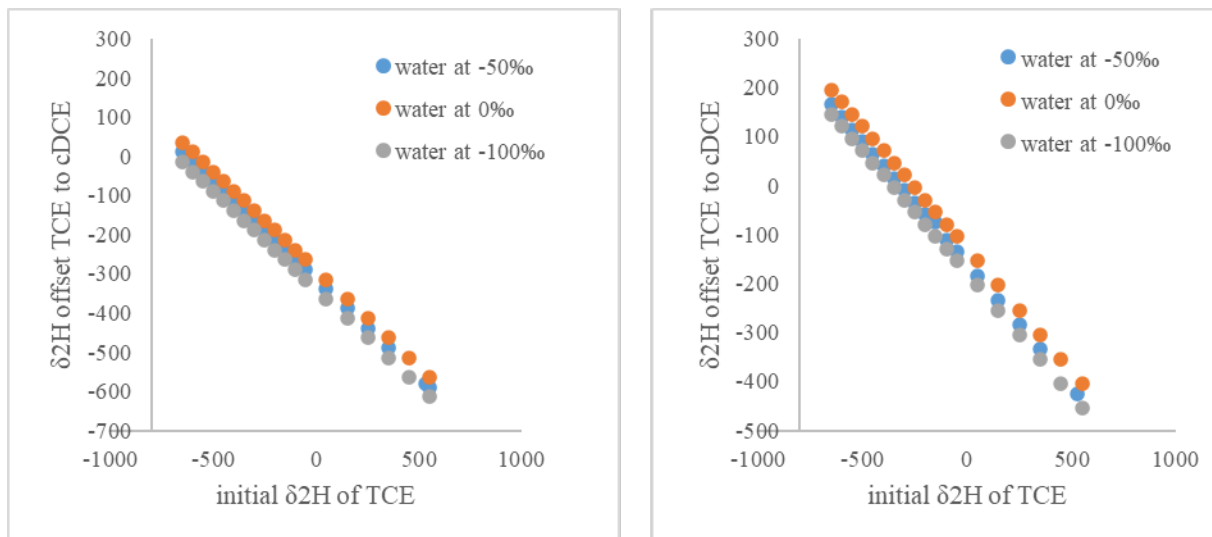 300
200
100
0
-100
-200
-300
-400
-500
-600
-700
-1000 -500 0 500 1000
δ2H offset TCE to cDCE
initial δ2H of TCE
water at -50‰
water at 0‰
water at -100‰
300
200
100
0
-100
-200
-300
-400
-500
-1000 -500 0 500 1000
δ2H offset TCE to cDCE
initial δ2H of TCE
water at -50‰
water at 0‰
water at -100‰